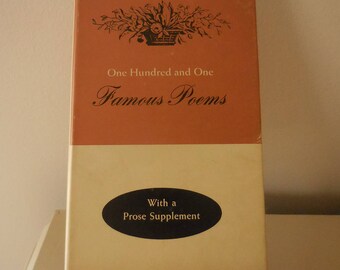 One Hundred and One
Famous Poems
With a
Prose Supplement